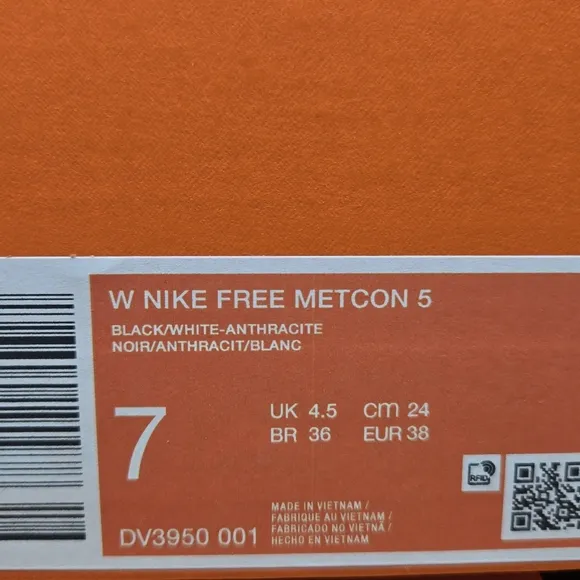 W NIKE FREE METCON 5
BLACK/WHITE-ANTHRACITE
NOIR/ANTHRACIT/BLANC
7
UK 4.5 cm 24
BR 36 EUR 38
RFID
MADE IN VIETNAM /
FABRIQUE AU VIETNAM /
FABRICADO NO VIETNÃ /
HECHO EN VIETNAM
DV3950 001